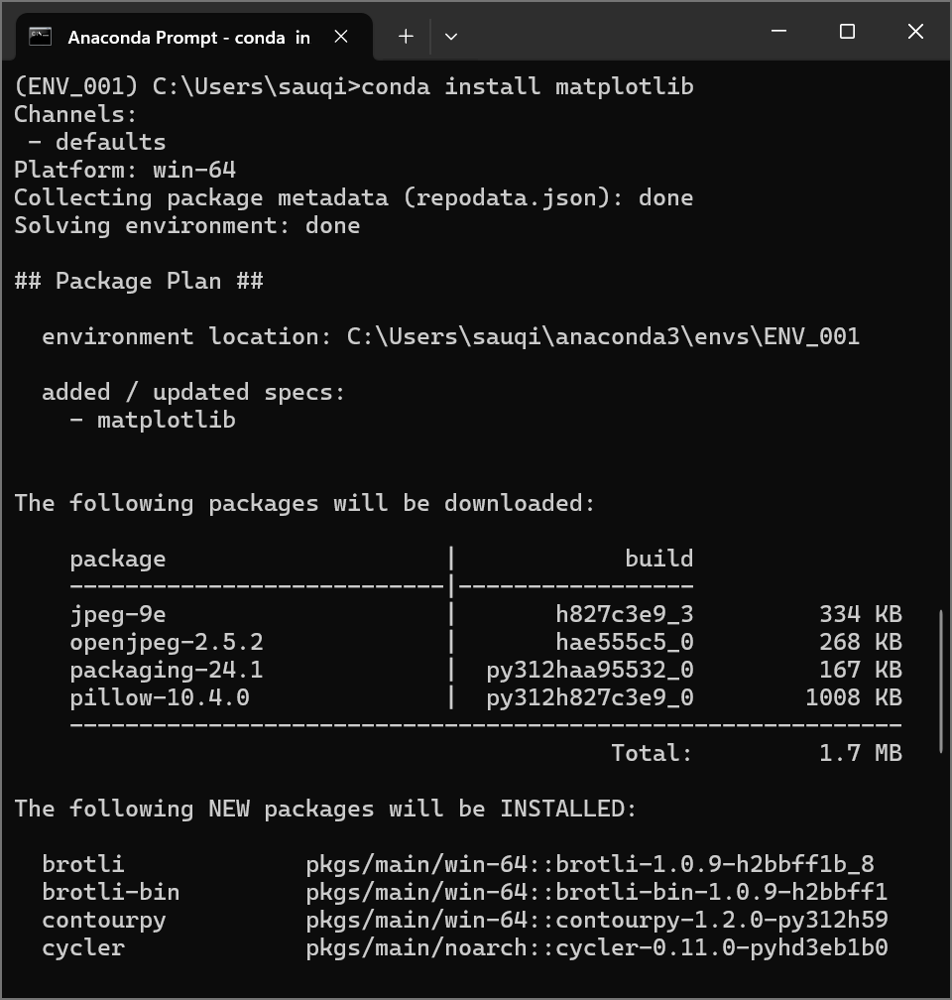 Anaconda Prompt - conda  in
(ENV_001) C:\Users\sauqi>conda install matplotlib
Channels:
 - defaults
Platform: win-64
Collecting package metadata (repodata.json): done
Solving environment: done
## Package Plan ##
  environment location: C:\Users\sauqi\anaconda3\envs\ENV_001
  added / updated specs:
    - matplotlib
The following packages will be downloaded:
    package                    |            build
    ---------------------------|-----------------
    jpeg-9e                    |       h827c3e9_3         334 KB
    openjpeg-2.5.2             |       hae555c5_0         268 KB
    packaging-24.1             |  py312haa95532_0         167 KB
    pillow-10.4.0              |  py312h827c3e9_0        1008 KB
    ------------------------------------------------------------
                                           Total:         1.7 MB
The following NEW packages will be INSTALLED:
  brotli             pkgs/main/win-64::brotli-1.0.9-h2bbff1b_8
  brotli-bin         pkgs/main/win-64::brotli-bin-1.0.9-h2bbff1
  contourpy          pkgs/main/win-64::contourpy-1.2.0-py312h59
  cycler             pkgs/main/noarch::cycler-0.11.0-pyhd3eb1b0